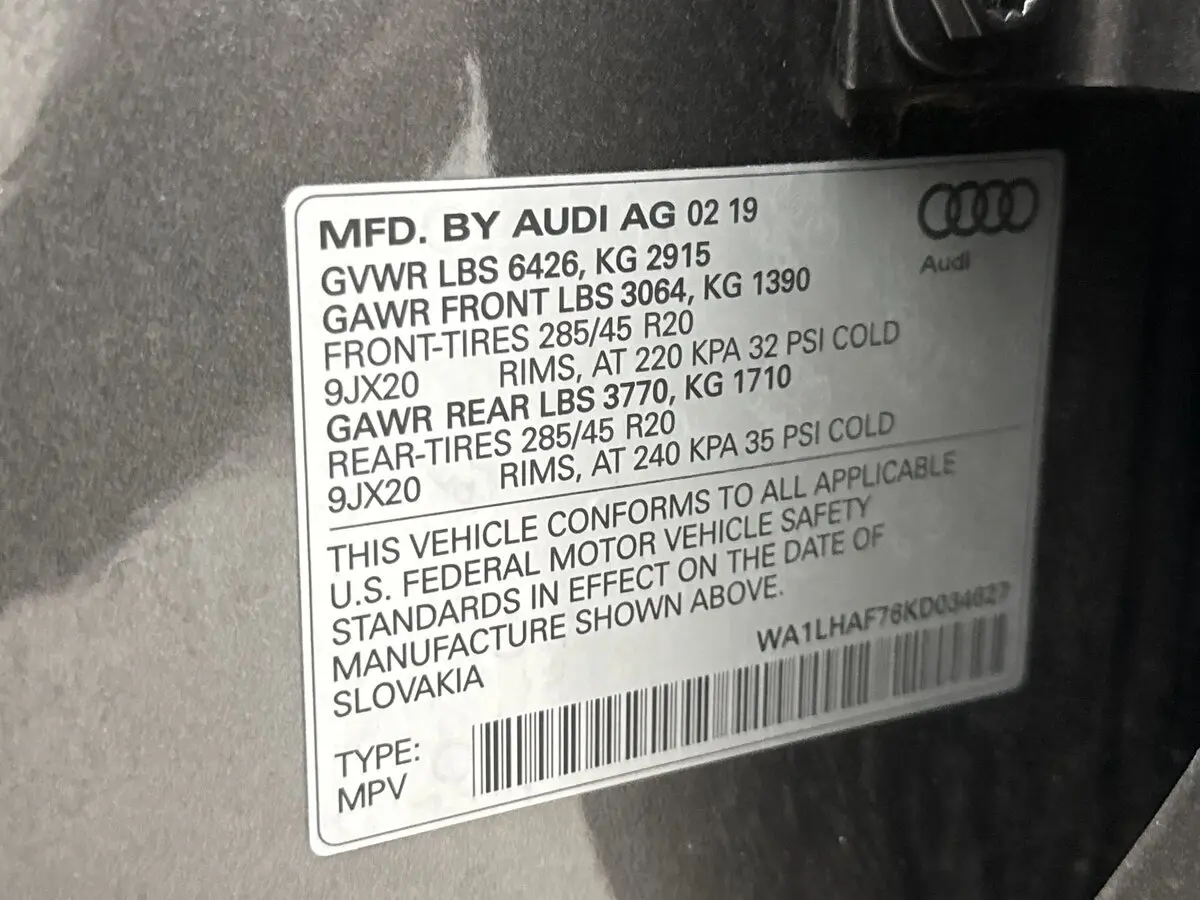 MFD. BY AUDI AG 02 19
Audi
GVWR LBS 6426, KG 2915
GAWR FRONT LBS 3064, KG 1390
FRONT-TIRES 285/45 R20
9JX20 RIMS, AT 220 KPA 32 PSI COLD
GAWR REAR LBS 3770, KG 1710
REAR-TIRES 285/45 R20
9JX20 RIMS, AT 240 KPA 35 PSI COLD
THIS VEHICLE CONFORMS TO ALL APPLICABLE
U.S. FEDERAL MOTOR VEHICLE SAFETY
STANDARDS IN EFFECT ON THE DATE OF
MANUFACTURE SHOWN ABOVE.
SLOVAKIA
WA1LHAF76KD034627
TYPE:
MPV